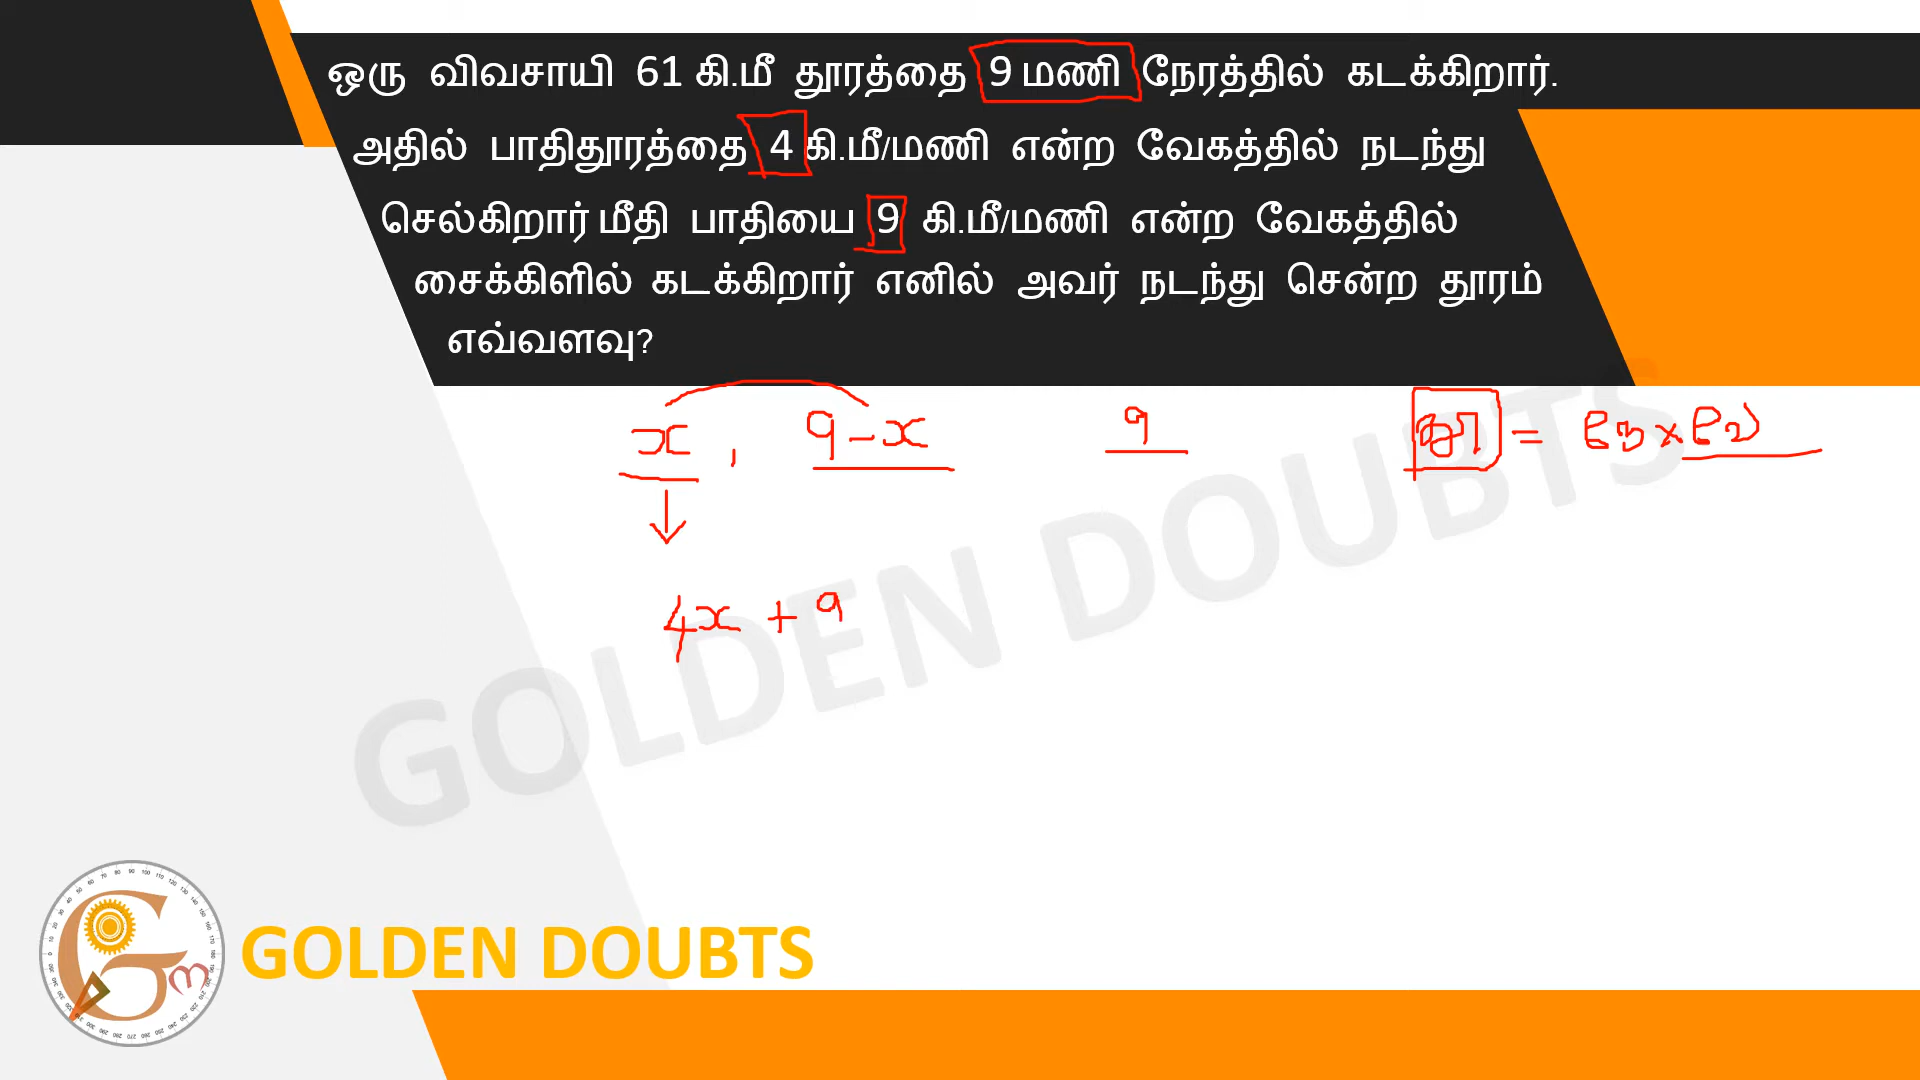 ஒரு விவசாயி 61 கி.மீ தூரத்தை 9 மணி நேரத்தில் கடக்கிறார்.
அதில் பாதிதூரத்தை 4 கி.மீ/மணி என்ற வேகத்தில் நடந்து
செல்கிறார் மீதி பாதியை 9 கி.மீ/மணி என்ற வேகத்தில்
சைக்கிளில் கடக்கிறார் எனில் அவர் நடந்து சென்ற தூரம்
எவ்வளவு?
x , 9-x 9
4x + 9
GOLDEN DOUBTS
GOLDEN DOUBTS